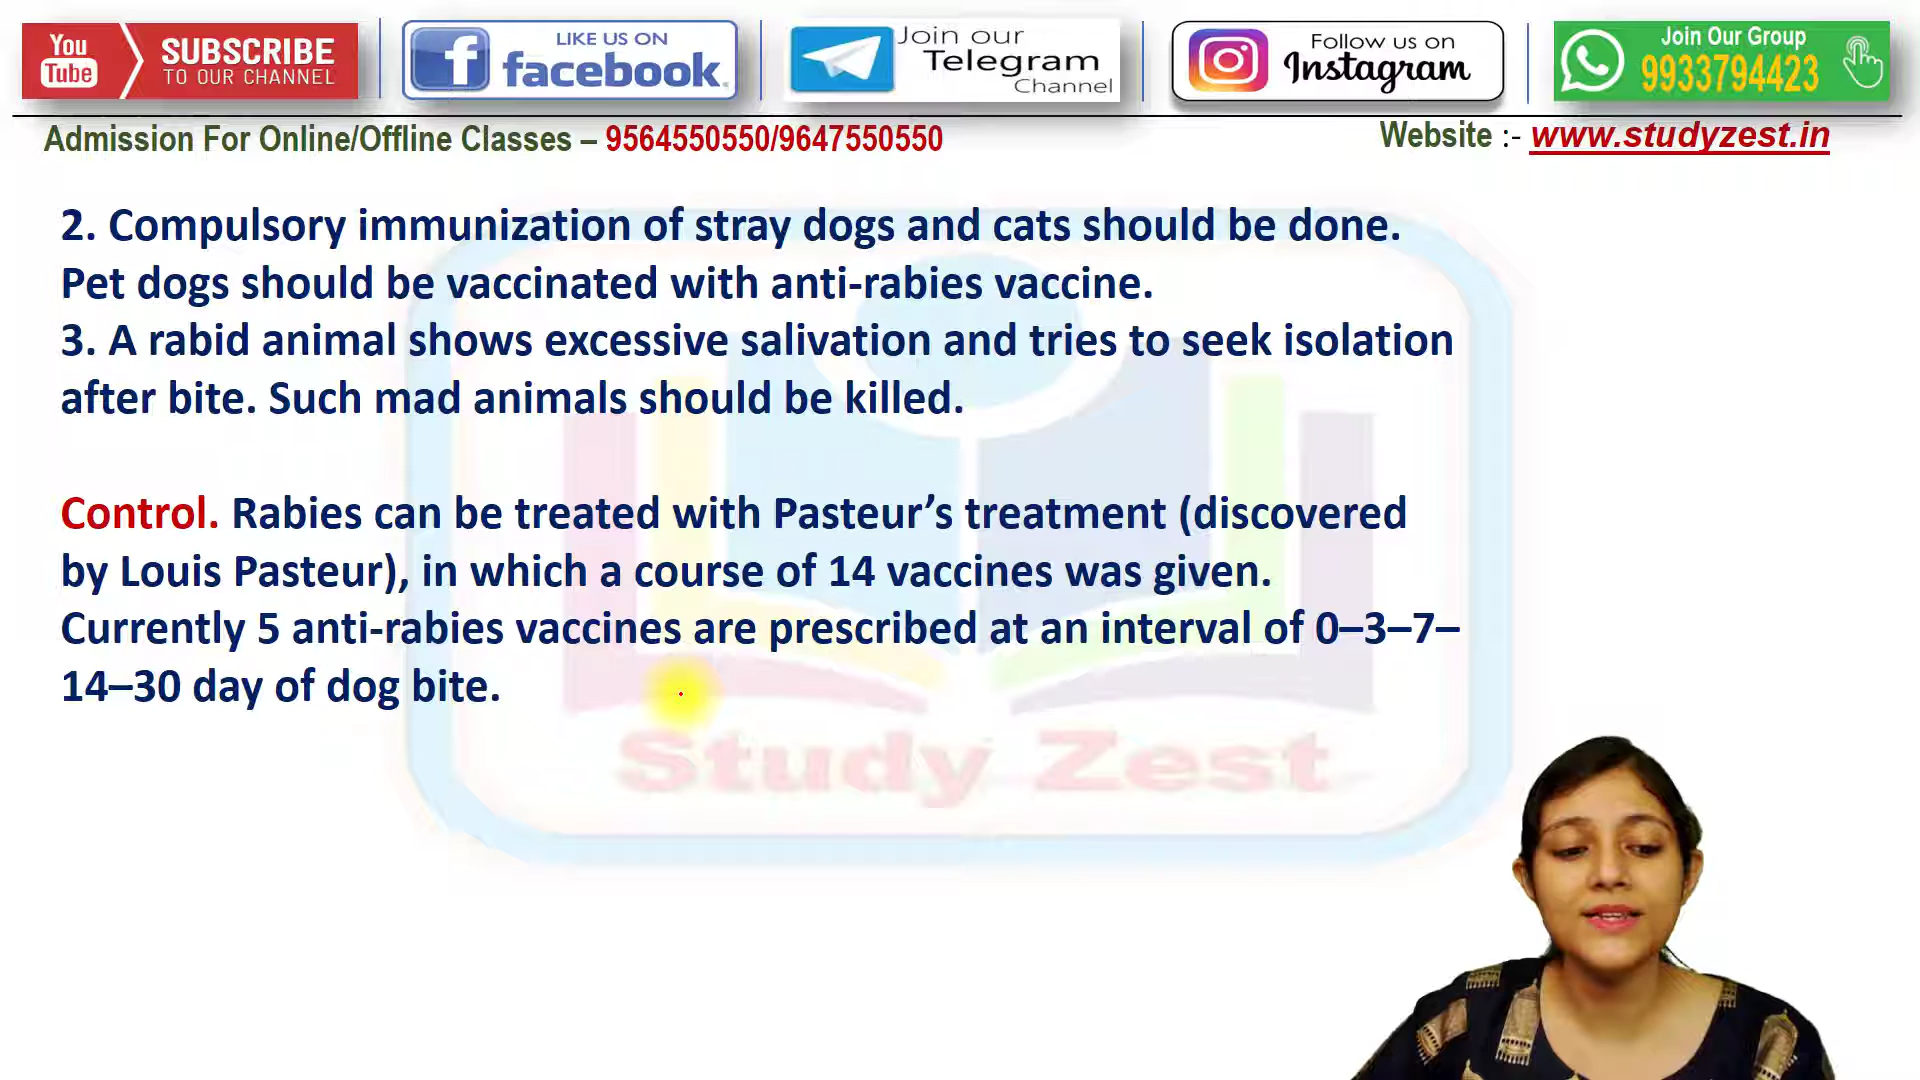 You Tube SUBSCRIBE TO OUR CHANNEL
LIKE US ON facebook.
Join our Telegram Channel
Follow us on Instagram
Join Our Group 9933794423
Admission For Online/Offline Classes – 9564550550/9647550550
Website :- www.studyzest.in
2. Compulsory immunization of stray dogs and cats should be done.
Pet dogs should be vaccinated with anti-rabies vaccine.
3. A rabid animal shows excessive salivation and tries to seek isolation
after bite. Such mad animals should be killed.
Control. Rabies can be treated with Pasteur’s treatment (discovered
by Louis Pasteur), in which a course of 14 vaccines was given.
Currently 5 anti-rabies vaccines are prescribed at an interval of 0–3–7–
14–30 day of dog bite.
Study Zest